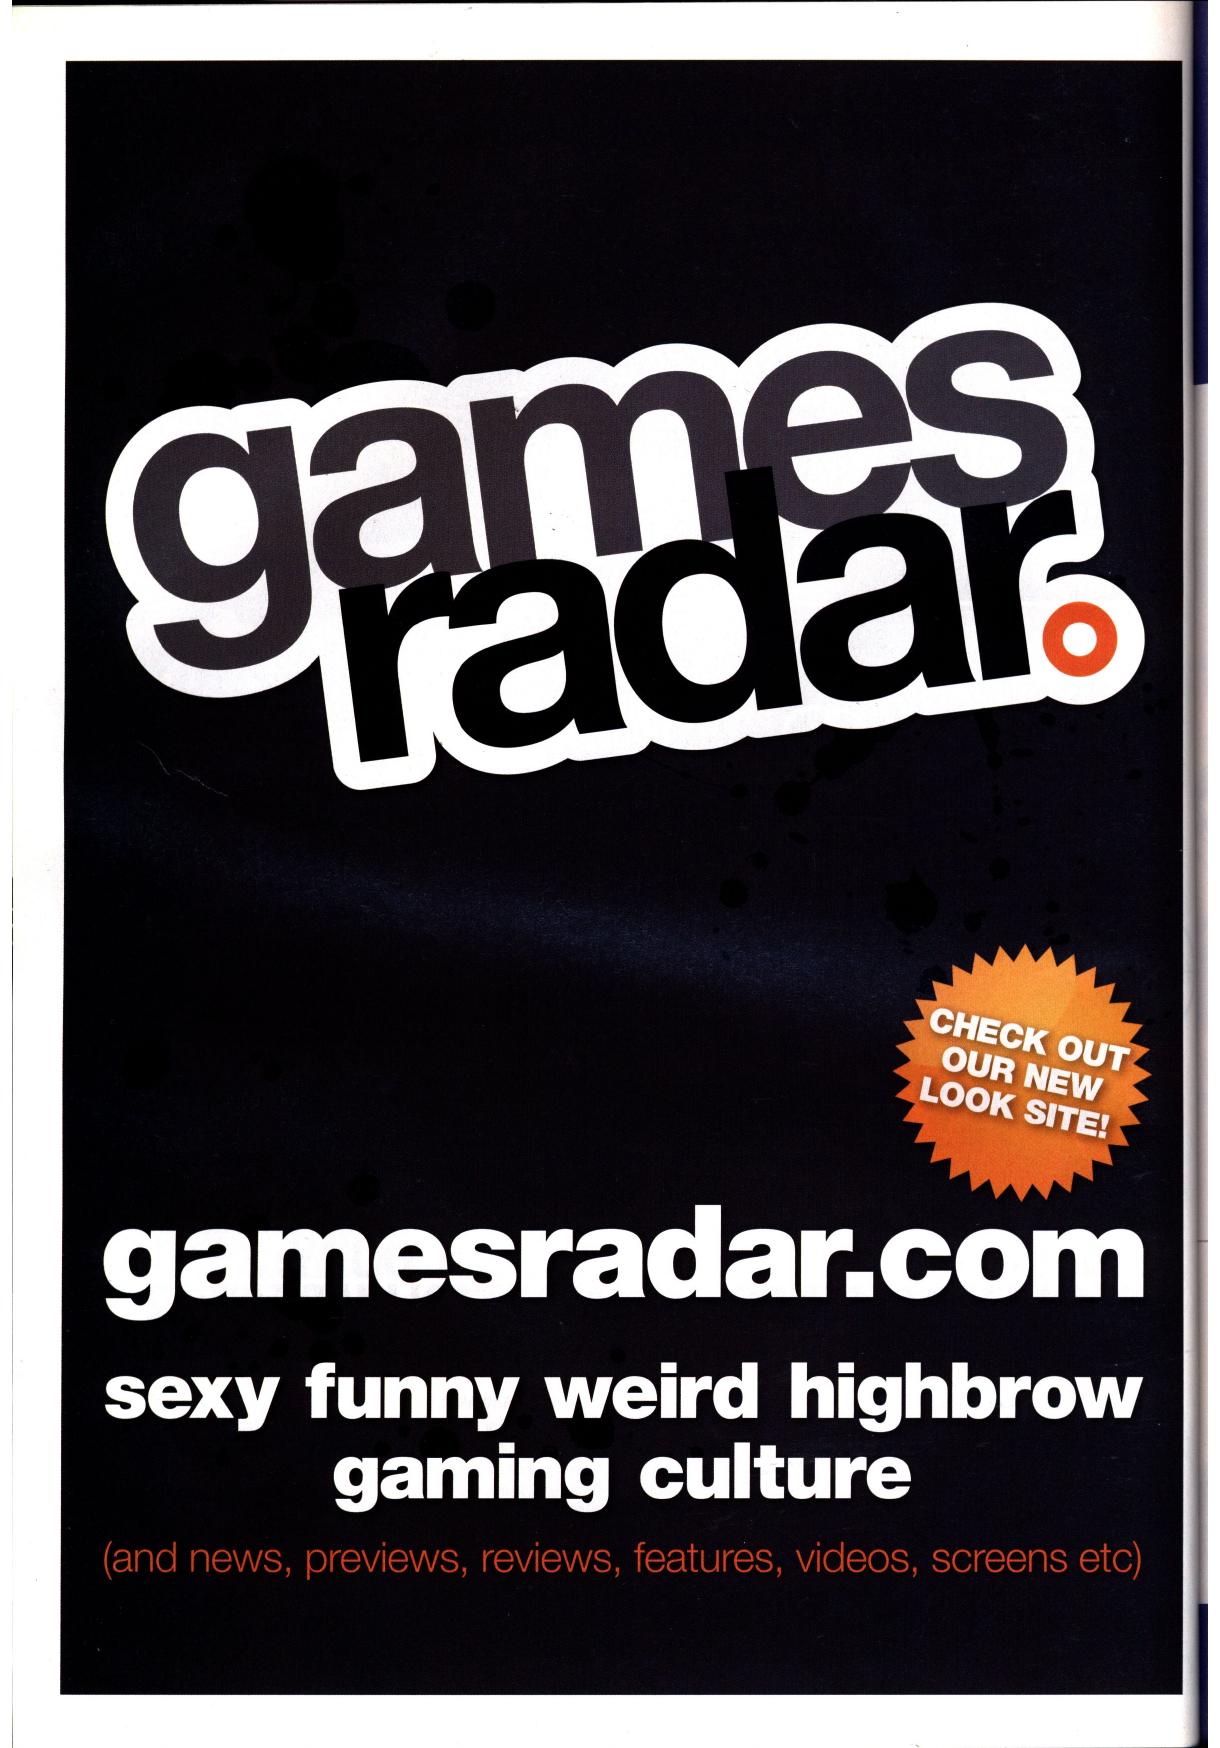 games
radar
CHECK OUT
OUR NEW
LOOK SITE!
gamesradar.com
sexy funny weird highbrow
gaming culture
(and news, previews, reviews, features, videos, screens etc)